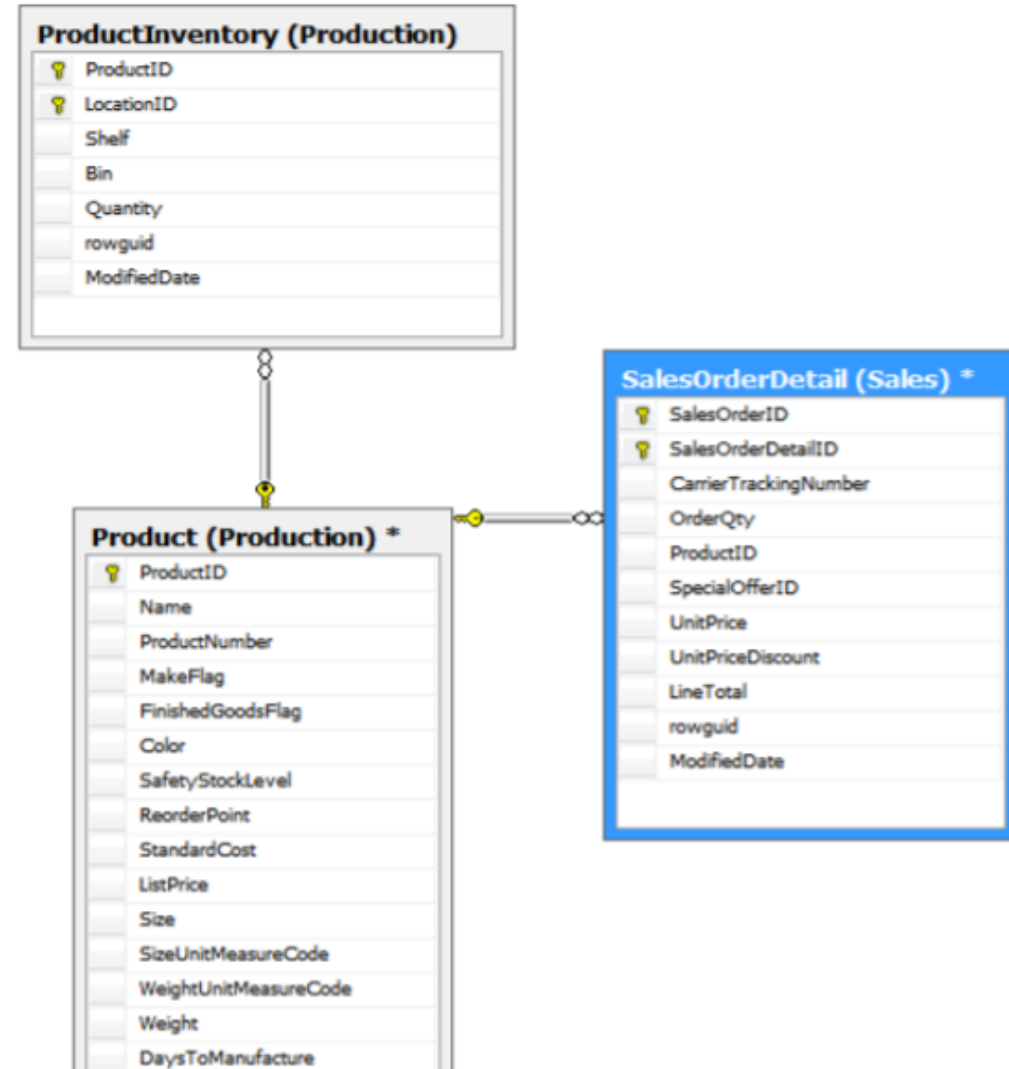 ProductInventory (Production)
ProductID
LocationID
Shelf
Bin
Quantity
rowguid
ModifiedDate
SalesOrderDetail (Sales) *
SalesOrderID
SalesOrderDetailID
CarrierTrackingNumber
OrderQty
ProductID
SpecialOfferID
UnitPrice
UnitPriceDiscount
LineTotal
rowguid
ModifiedDate
Product (Production) *
ProductID
Name
ProductNumber
MakeFlag
FinishedGoodsFlag
Color
SafetyStockLevel
ReorderPoint
StandardCost
ListPrice
Size
SizeUnitMeasureCode
WeightUnitMeasureCode
Weight
DaysToManufacture